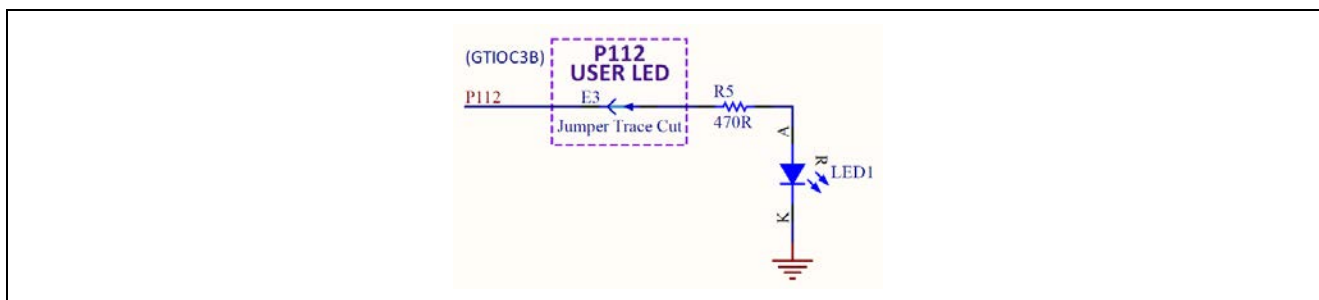 (GTIOC3B)
P112
USER LED
P112
E3
Jumper Trace Cut
R5
470R
A
R
LED1
K